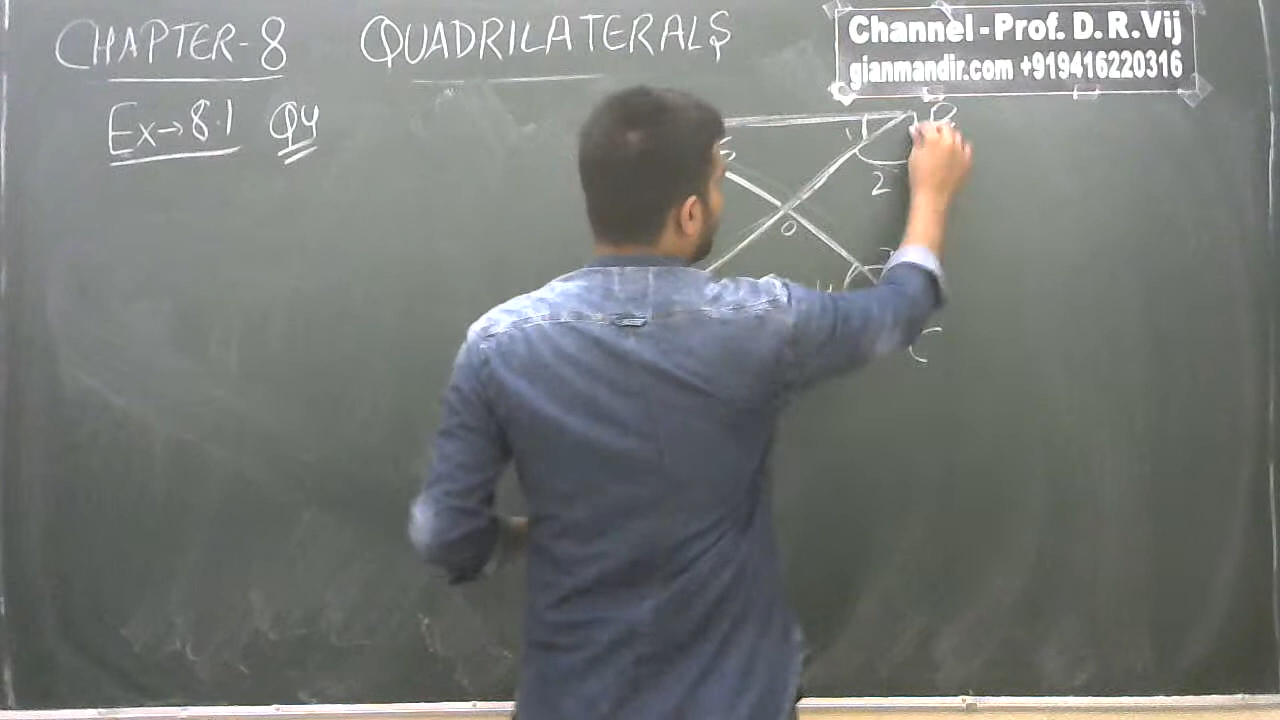 CHAPTER-8 QUADRILATERALS
Channel - Prof. D. R. Vij
gianmandir.com +919416220316
Ex→8.1 Q4
1
2
O
C